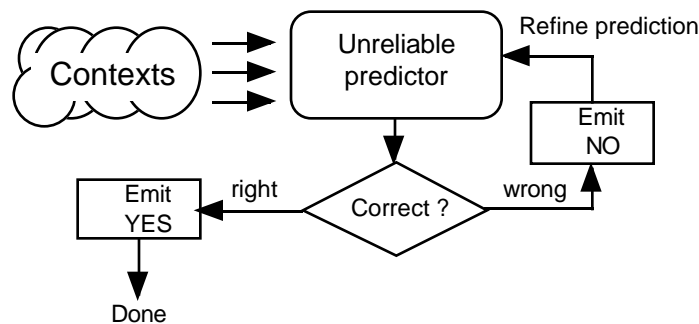 Refine prediction
Contexts
Unreliable
predictor
Emit
NO
Emit
YES
right
Correct ?
wrong
Done